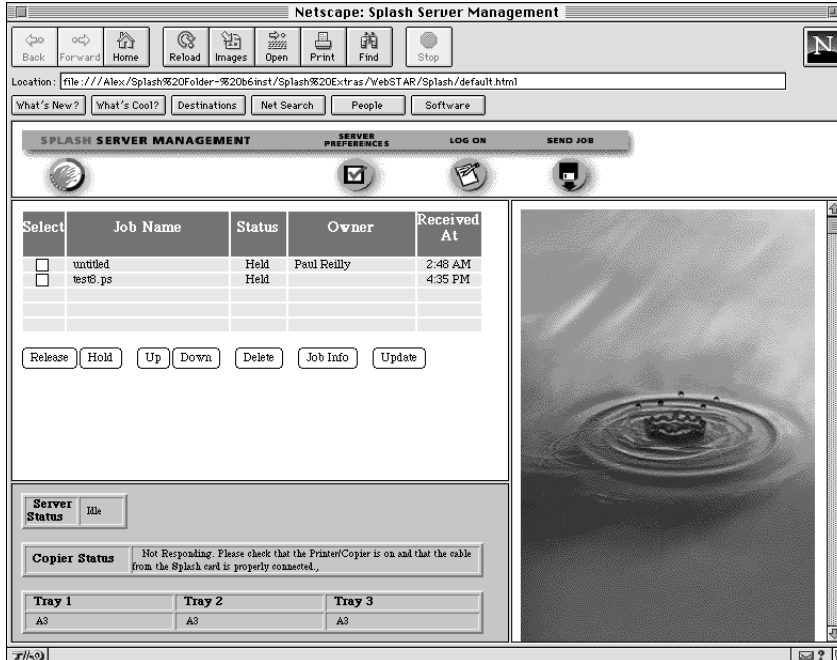 Netscape: Splash Server Management
Back Forward Home Reload Images Open Print Find Stop
N
Location: file:///Alex/Splash%20Folder-%20b6inst/Splash%20Extras/WebSTAR/Splash/default.html
What's New? What's Cool? Destinations Net Search People Software
SPLASH SERVER MANAGEMENT
SERVER
PREFERENCES
LOG ON
SEND JOB
Select Job Name Status Owner Received
At
untitled Held Paul Reilly 2:48 AM
test8.ps Held 4:35 PM
Release Hold Up Down Delete Job Info Update
Server
Status
Idle
Copier Status
Not Responding. Please check that the Printer/Copier is on and that the cable
from the Splash card is properly connected.,
Tray 1 Tray 2 Tray 3
A3 A3 A3
?